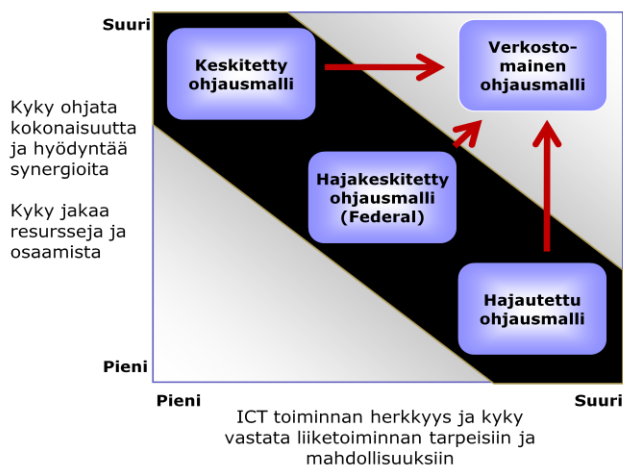 Suuri
Keskitetty
ohjausmalli
Verkosto-
mainen
ohjausmalli
Kyky ohjata
kokonaisuutta
ja hyödyntää
synergioita
Kyky jakaa
resursseja ja
osaamista
Hajakeskitetty
ohjausmalli
(Federal)
Hajautettu
ohjausmalli
Pieni
Pieni
Suuri
ICT toiminnan herkkyys ja kyky
vastata liiketoiminnan tarpeisiin ja
mahdollisuuksiin